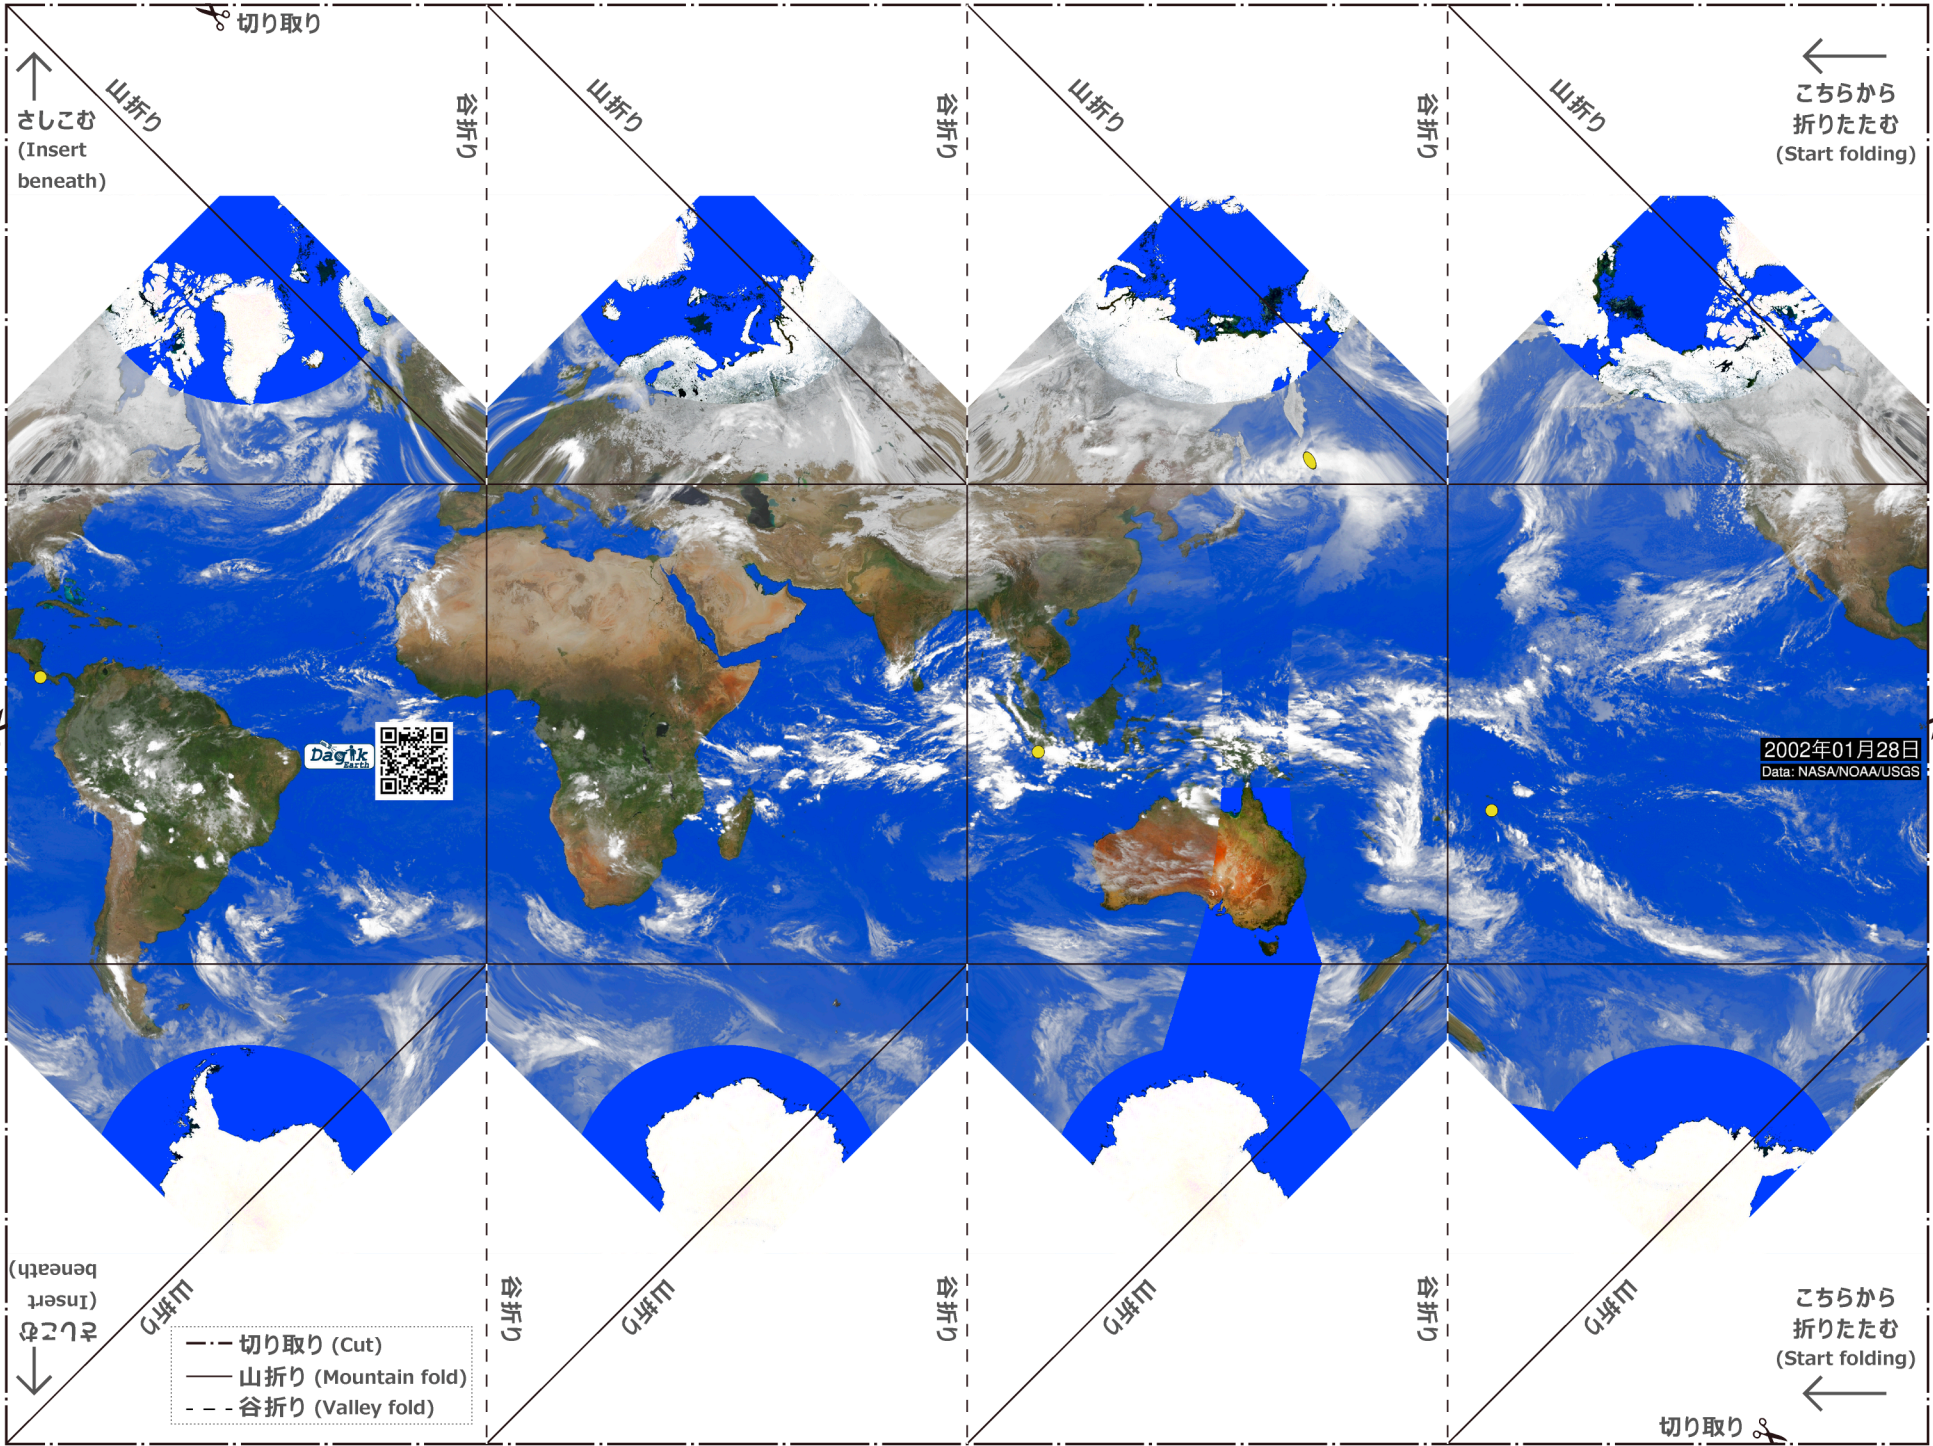 切り取り
山折り
谷折り
山折り
谷折り
山折り
谷折り
山折り
さしこむ
(Insert
beneath)
こちらから
折りたたむ
(Start folding)
Dagik
Earth
2002年01月28日
Data: NASA/NOAA/USGS
さしこむ
(Insert
beneath)
山折り
谷折り
山折り
谷折り
山折り
谷折り
山折り
こちらから
折りたたむ
(Start folding)
切り取り (Cut)
山折り (Mountain fold)
谷折り (Valley fold)
切り取り